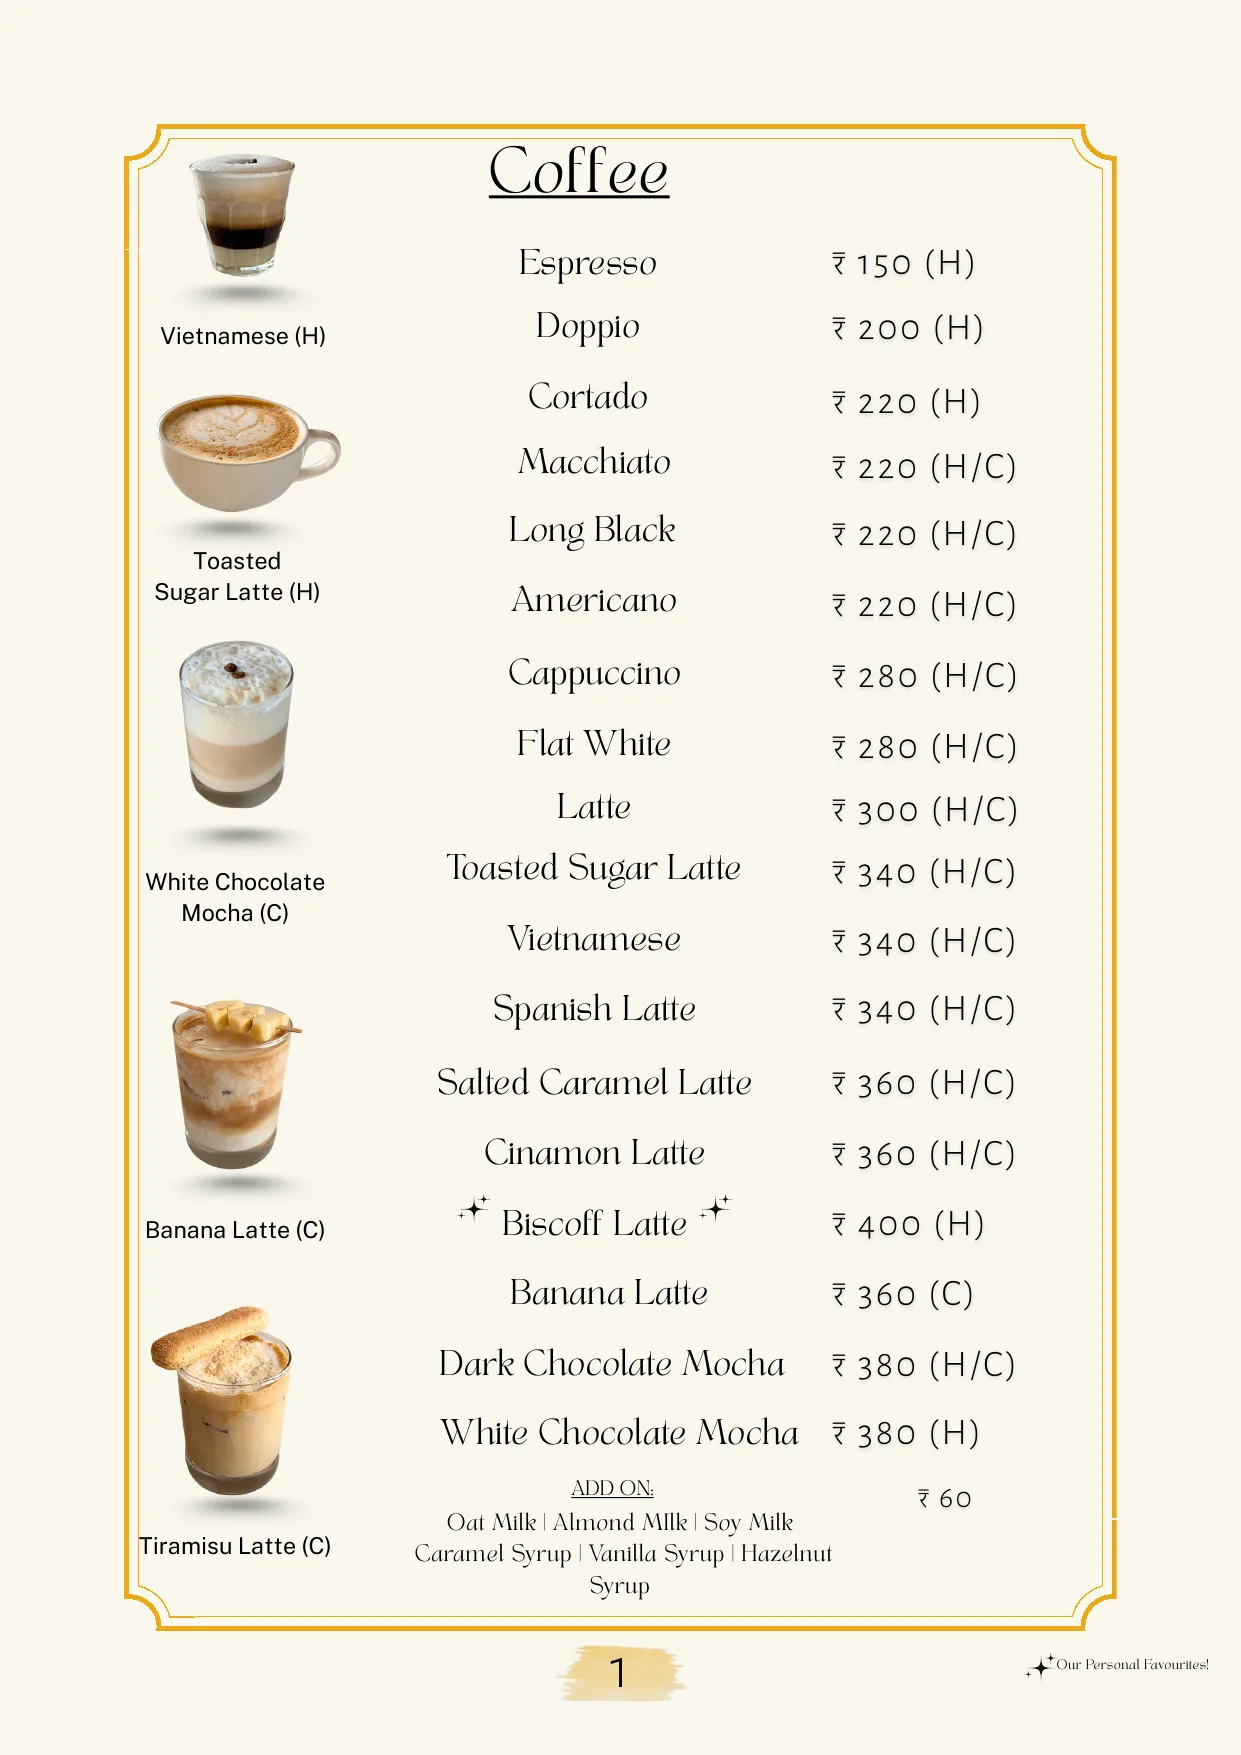 Coffee
Espresso ₹ 150 (H)
Doppio ₹ 200 (H)
Cortado ₹ 220 (H)
Macchiato ₹ 220 (H/C)
Long Black ₹ 220 (H/C)
Americano ₹ 220 (H/C)
Cappuccino ₹ 280 (H/C)
Flat White ₹ 280 (H/C)
Latte ₹ 300 (H/C)
Toasted Sugar Latte ₹ 340 (H/C)
Vietnamese ₹ 340 (H/C)
Spanish Latte ₹ 340 (H/C)
Salted Caramel Latte ₹ 360 (H/C)
Cinamon Latte ₹ 360 (H/C)
Biscoff Latte ₹ 400 (H)
Banana Latte ₹ 360 (C)
Dark Chocolate Mocha ₹ 380 (H/C)
White Chocolate Mocha ₹ 380 (H)
ADD ON: ₹ 60
Oat Milk | Almond MIlk | Soy Milk
Caramel Syrup | Vanilla Syrup | Hazelnut
Syrup
Vietnamese (H)
Toasted
Sugar Latte (H)
White Chocolate
Mocha (C)
Banana Latte (C)
Tiramisu Latte (C)
1
Our Personal Favourites!